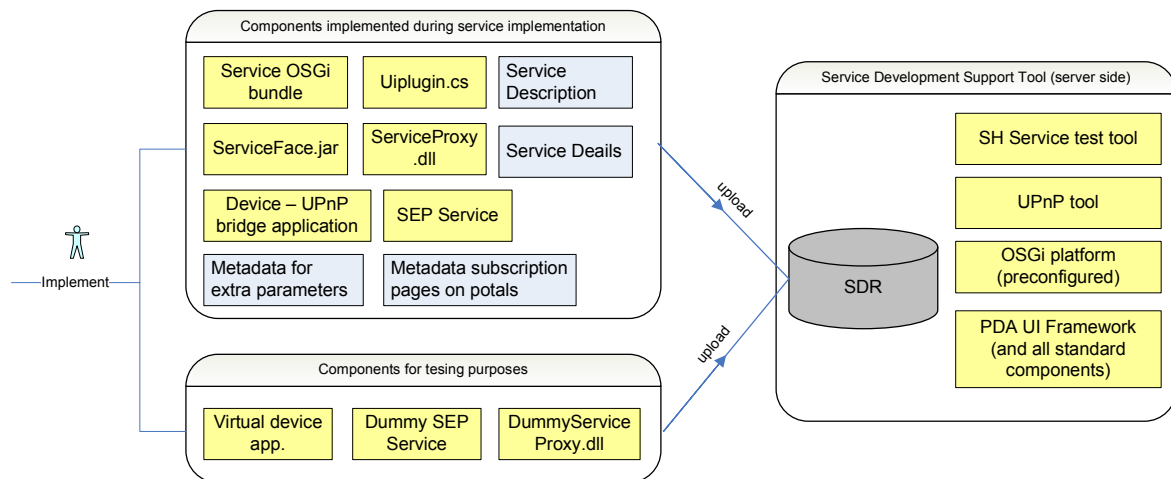 Components implemented during service implementation
Service OSGi
bundle
Uiplugin.cs
Service
Description
ServiceFace.jar
ServiceProxy
.dll
Service Deails
Device – UPnP
bridge application
SEP Service
Metadata for
extra parameters
Metadata subscription
pages on potals
Implement
Components for tesing purposes
Virtual device
app.
Dummy SEP
Service
DummyService
Proxy.dll
upload
upload
Service Development Support Tool (server side)
SDR
SH Service test tool
UPnP tool
OSGi platform
(preconfigured)
PDA UI Framework
(and all standard
components)